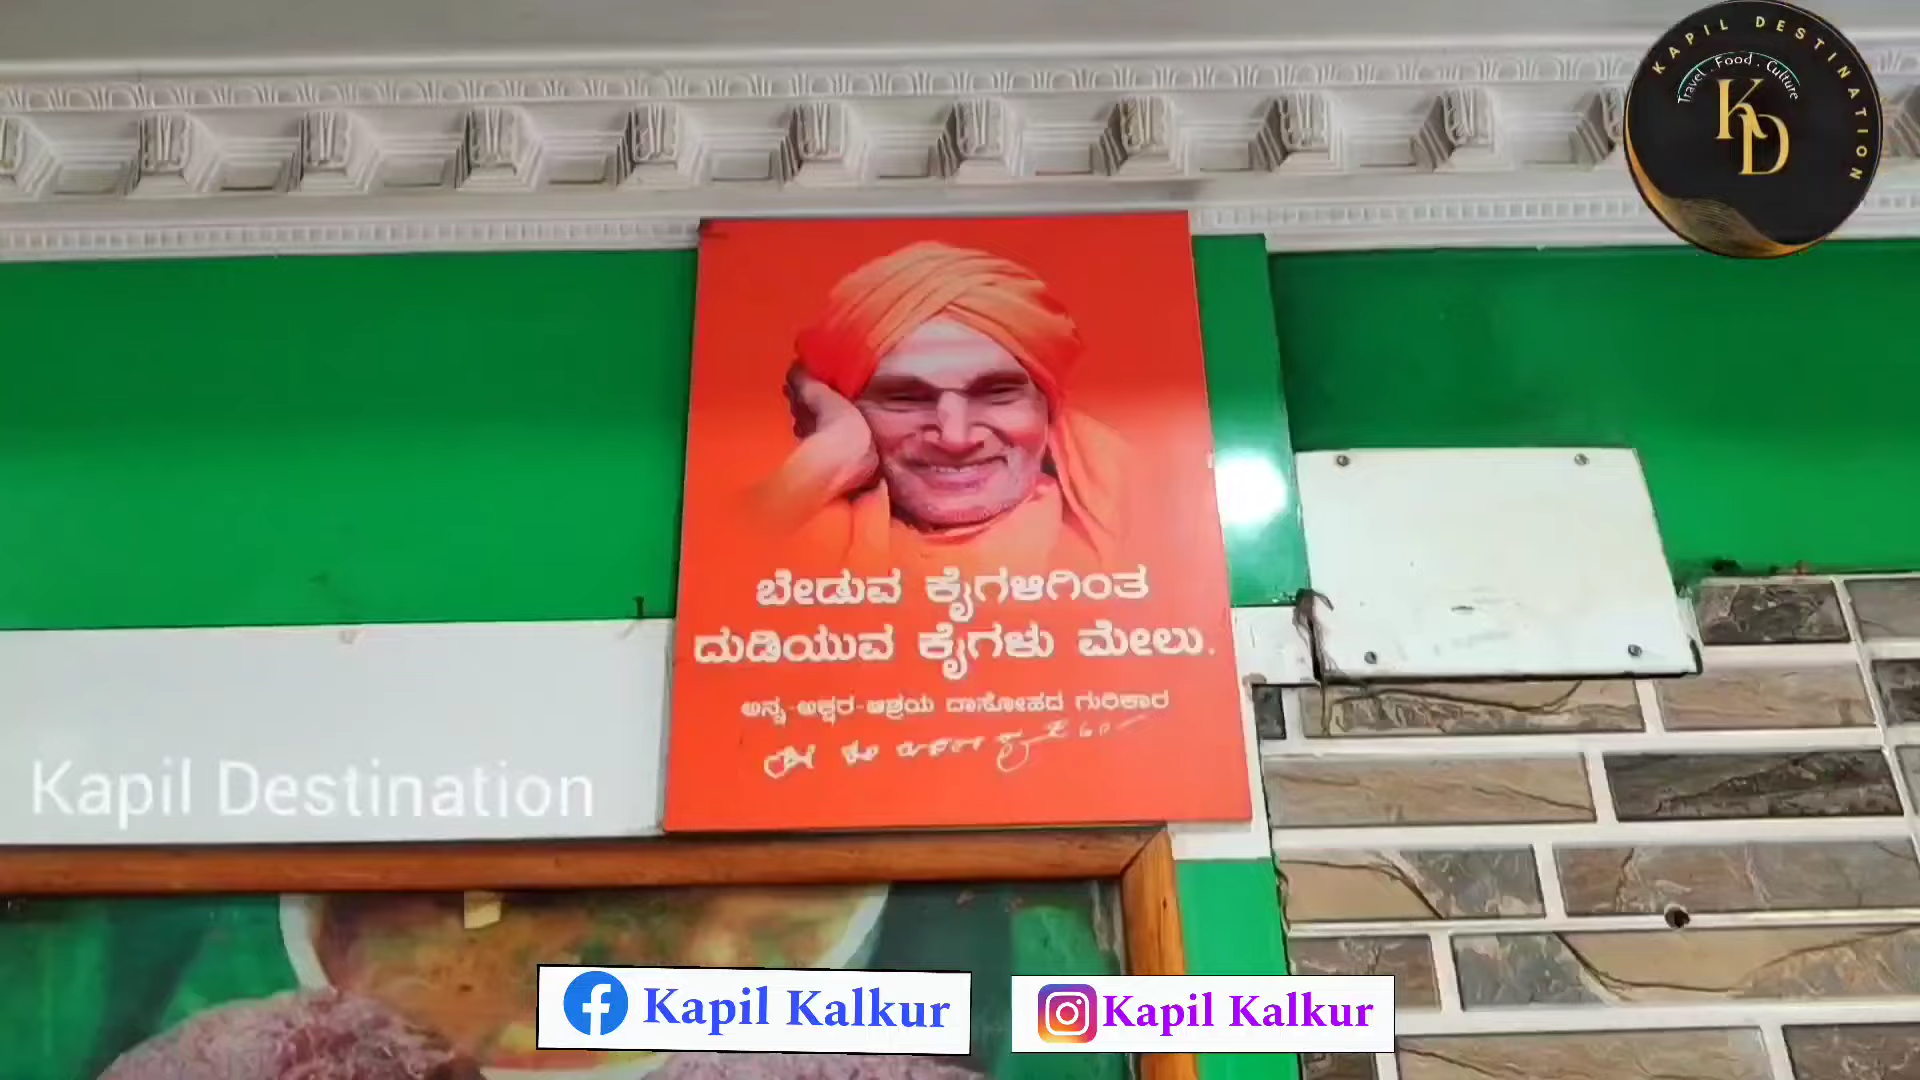 KAPIL DESTINATION
Travel . Food . Culture
KD
ಬೇಡುವ ಕೈಗಳಿಗಿಂತ
ದುಡಿಯುವ ಕೈಗಳು ಮೇಲು.
ಅನ್ನ-ಅಕ್ಷರ-ಆಶ್ರಯ ದಾಸೋಹದ ಗುರಿಕಾರ
Kapil Destination
Kapil Kalkur
Kapil Kalkur